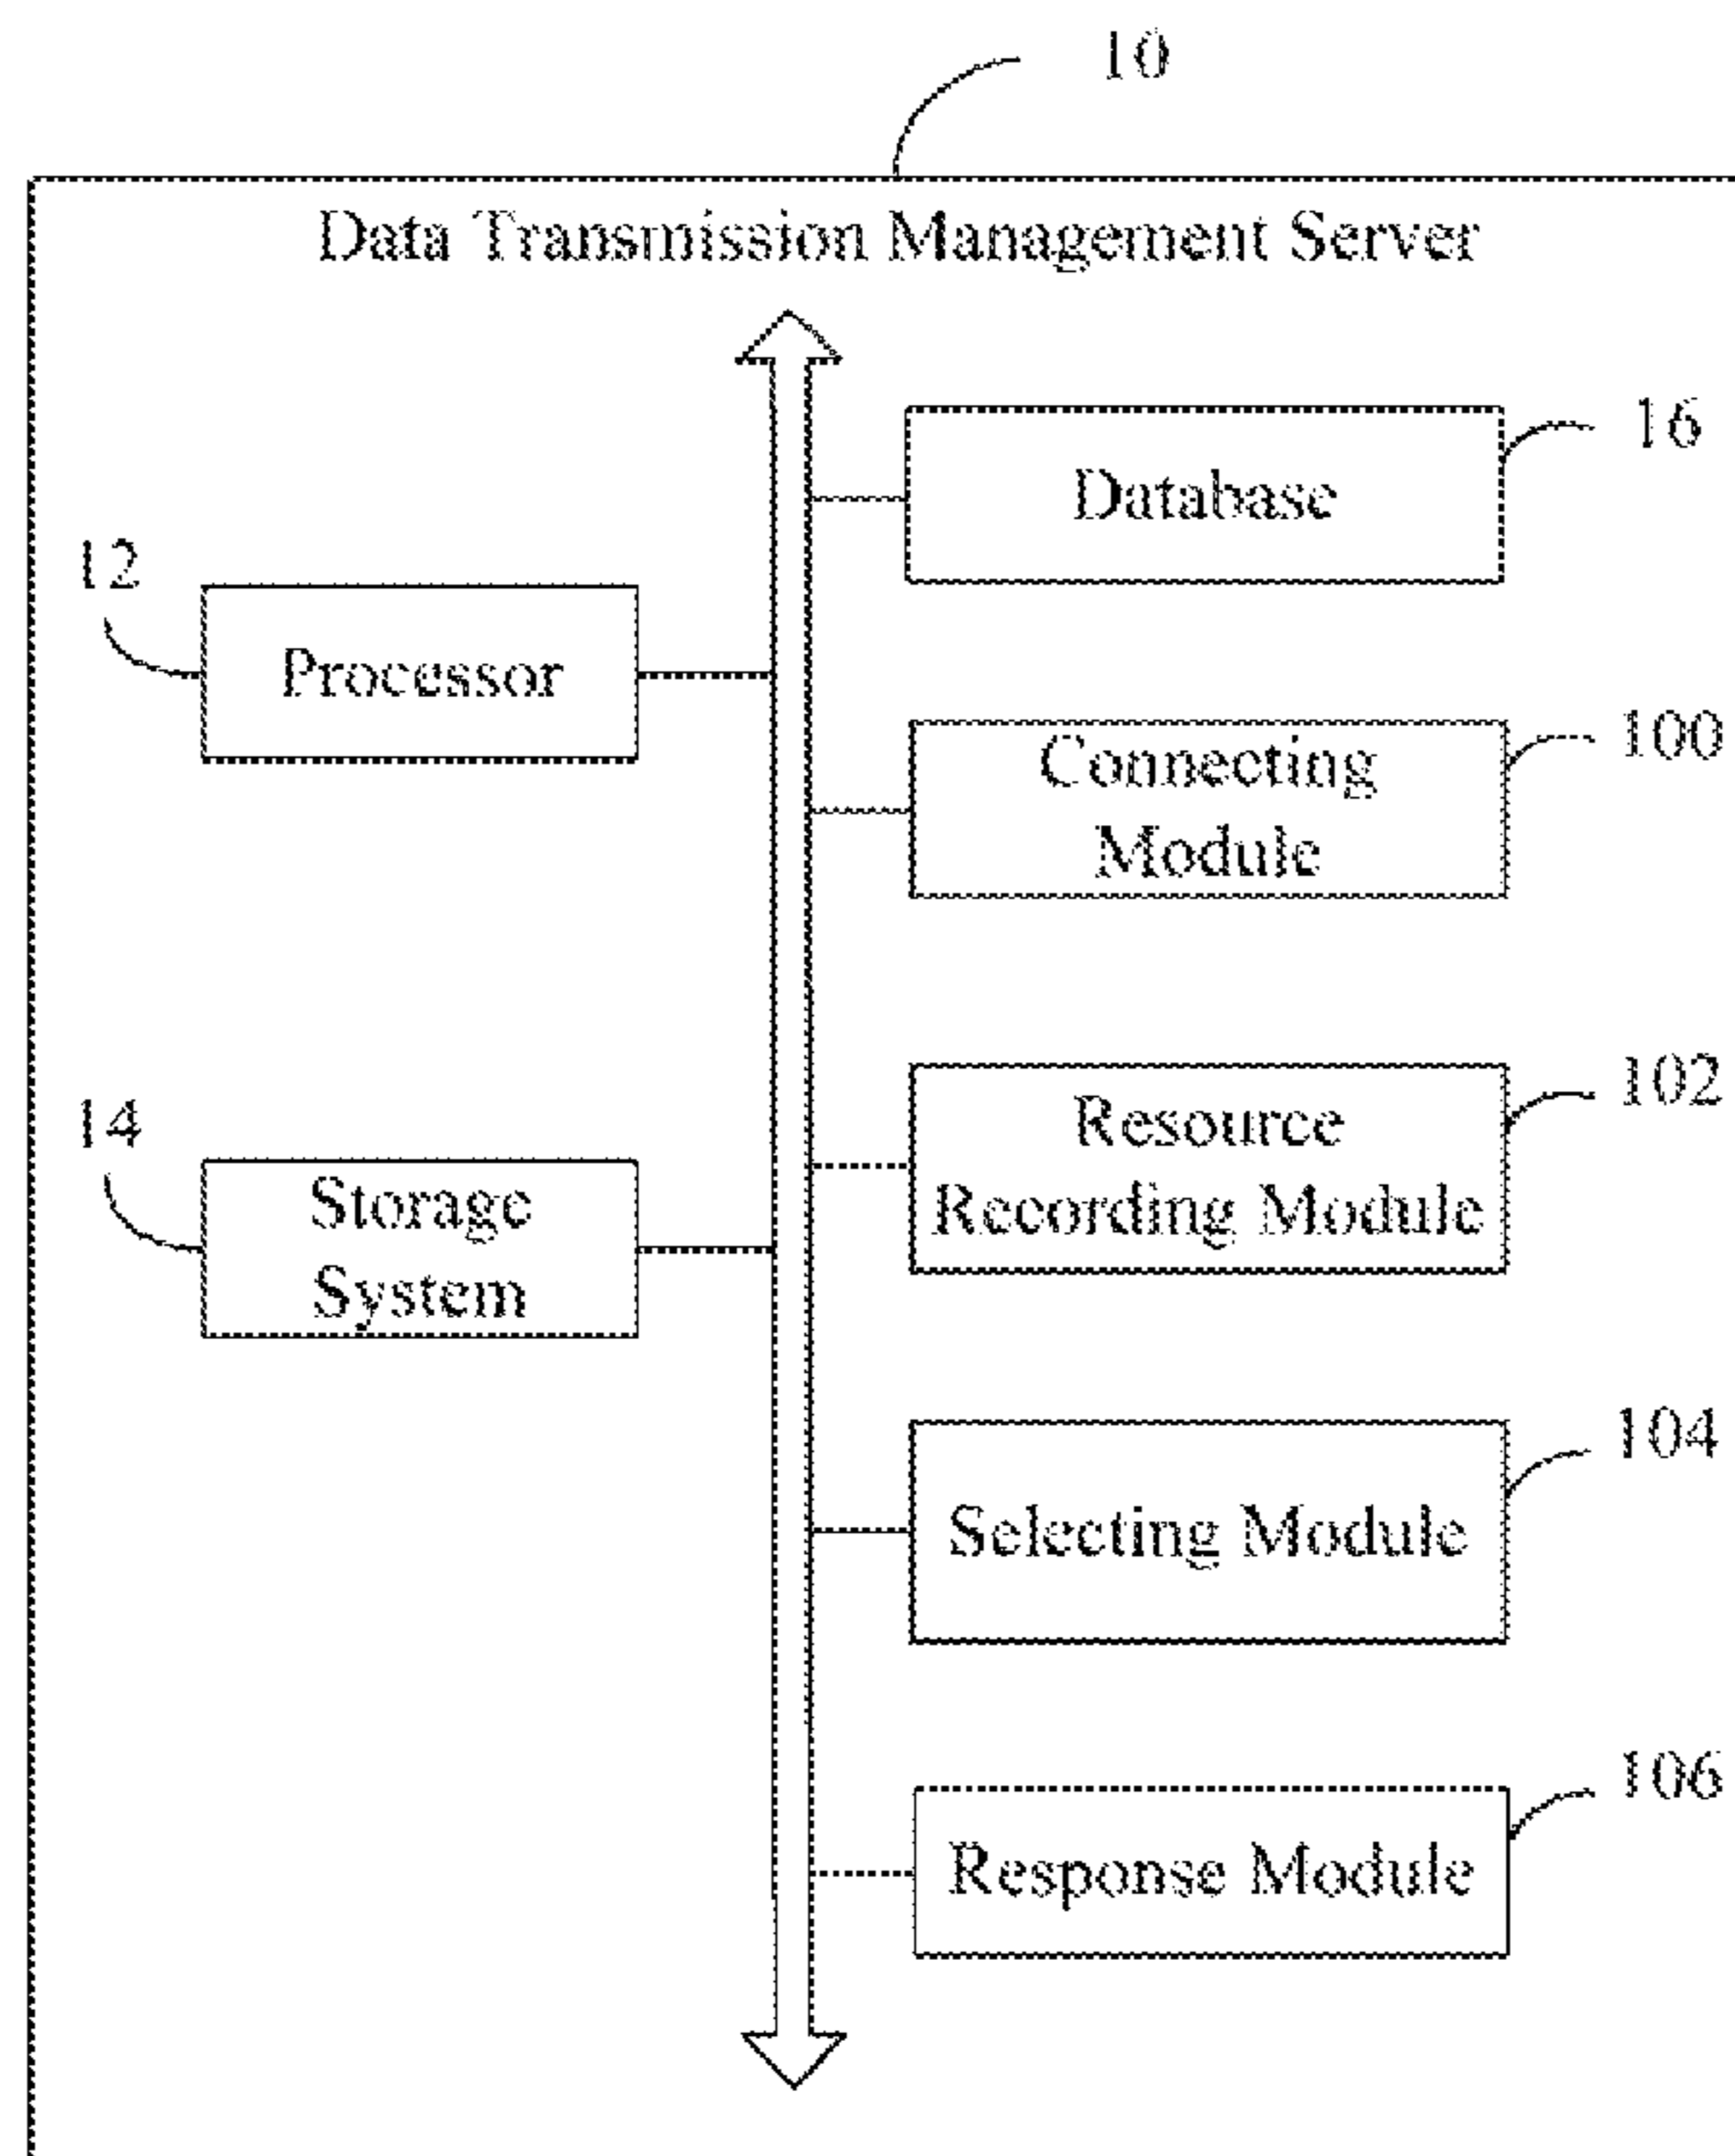 10
Data Transmission Management Server
16
Database
12
Processor
100
Connecting
Module
102
Resource
Recording Module
14
Storage
System
104
Selecting Module
106
Response Module